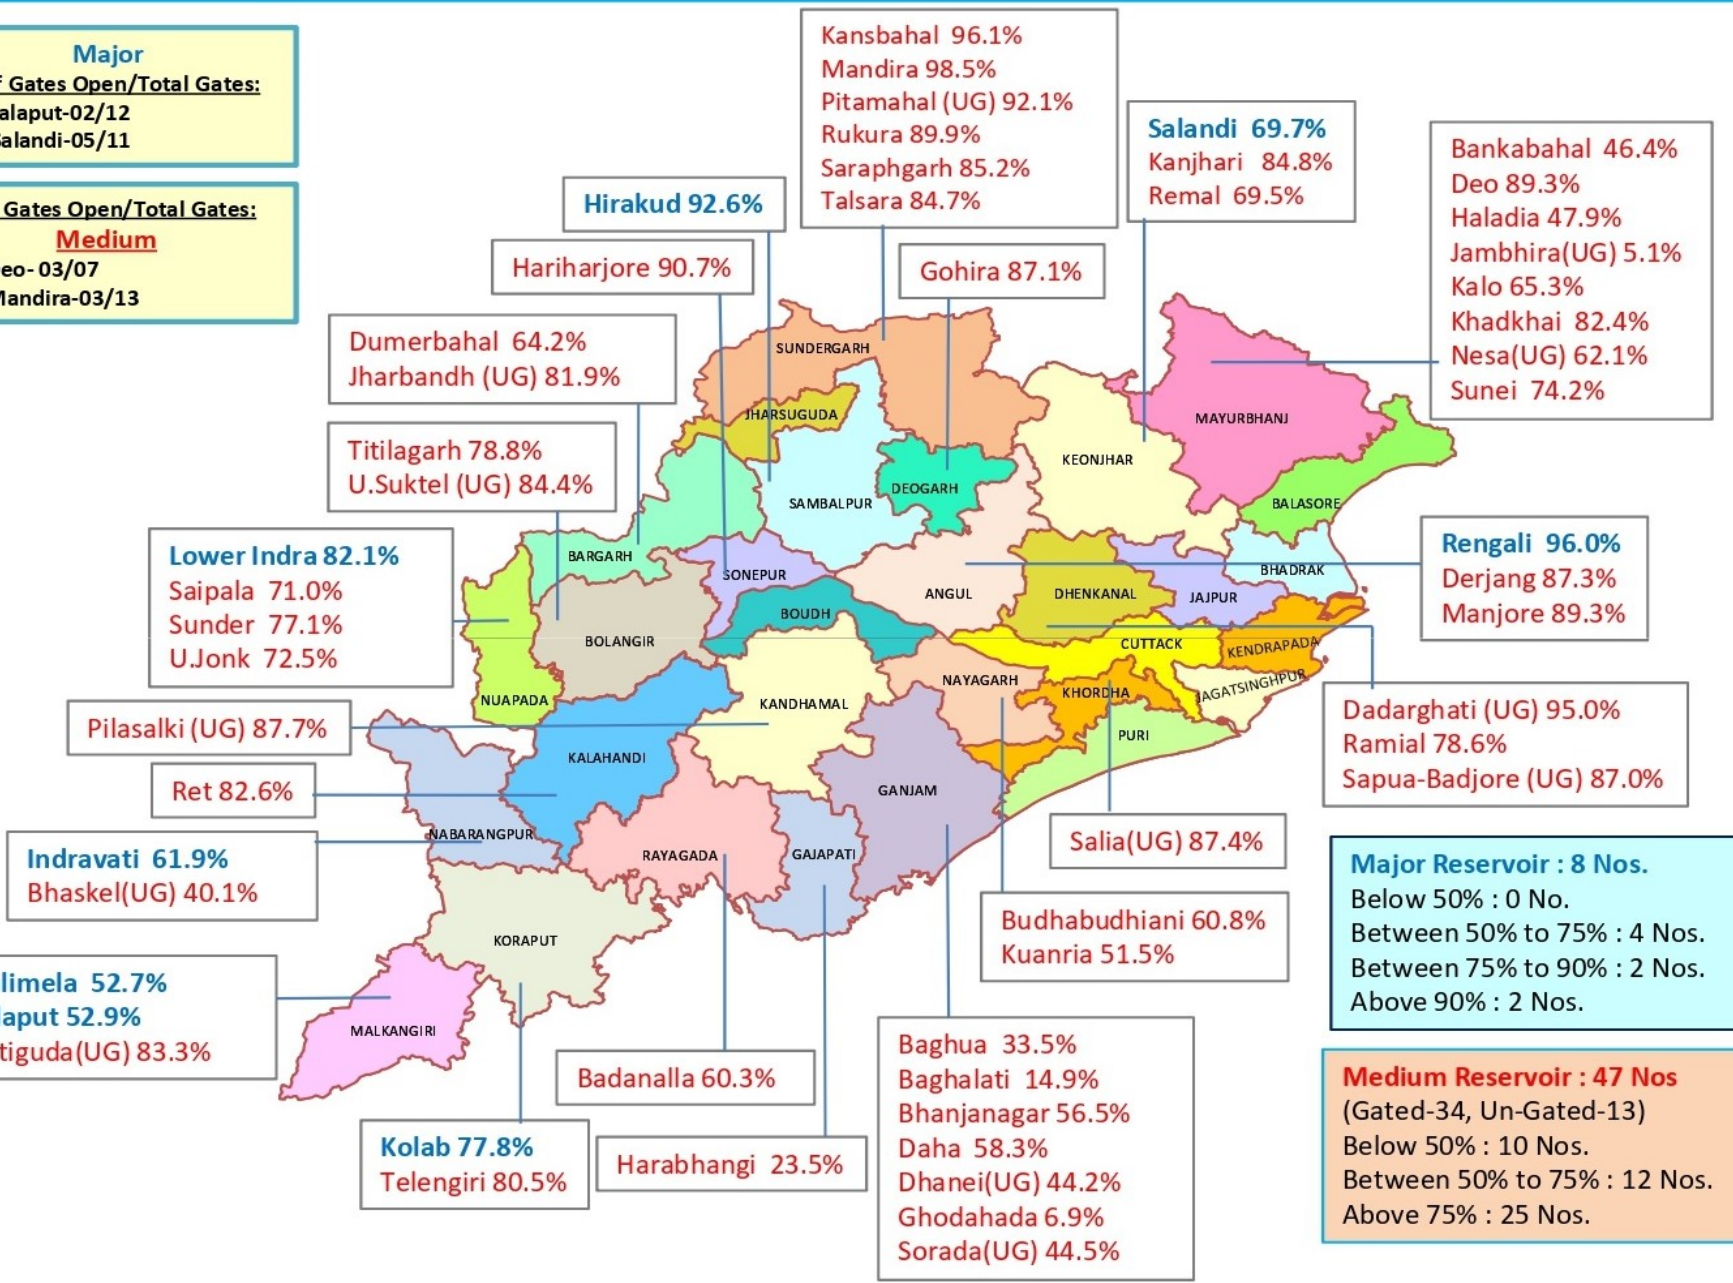 Major
Gates Open/Total Gates:
alaput-02/12
alandi-05/11
Gates Open/Total Gates:
Medium
eo- 03/07
Mandira-03/13
Kansbahal 96.1%
Mandira 98.5%
Pitamahal (UG) 92.1%
Rukura 89.9%
Saraphgarh 85.2%
Talsara 84.7%
Salandi 69.7%
Kanjhari 84.8%
Remal 69.5%
Bankabahal 46.4%
Deo 89.3%
Haladia 47.9%
Jambhira(UG) 5.1%
Kalo 65.3%
Khadkhai 82.4%
Nesa(UG) 62.1%
Sunei 74.2%
Hirakud 92.6%
Hariharjore 90.7%
Gohira 87.1%
Dumerbahal 64.2%
Jharbandh (UG) 81.9%
Titilagarh 78.8%
U.Suktel (UG) 84.4%
Lower Indra 82.1%
Saipala 71.0%
Sunder 77.1%
U.Jonk 72.5%
Rengali 96.0%
Derjang 87.3%
Manjore 89.3%
Pilasalki (UG) 87.7%
Ret 82.6%
Indravati 61.9%
Bhaskel(UG) 40.1%
limela 52.7%
laput 52.9%
tiguda(UG) 83.3%
Dadarghati (UG) 95.0%
Ramial 78.6%
Sapua-Badjore (UG) 87.0%
Salia(UG) 87.4%
Budhabudhiani 60.8%
Kuanria 51.5%
Badanalla 60.3%
Kolab 77.8%
Telengiri 80.5%
Harabhangi 23.5%
Baghua 33.5%
Baghalati 14.9%
Bhanjanagar 56.5%
Daha 58.3%
Dhanei(UG) 44.2%
Ghodahada 6.9%
Sorada(UG) 44.5%
SUNDERGARH
JHARSUGUDA
MAYURBHANJ
KEONJHAR
DEOGARH
SAMBALPUR
BALASORE
BARGARH
SONEPUR
BHADRAK
ANGUL
DHENKANAL
JAJPUR
BOUDH
BOLANGIR
CUTTACK
KENDRAPADA
NAYAGARH
KHORDHA
JAGATSINGHPUR
NUAPADA
KANDHAMAL
PURI
KALAHANDI
GANJAM
NABARANGPUR
RAYAGADA
GAJAPATI
KORAPUT
MALKANGIRI
Major Reservoir : 8 Nos.
Below 50% : 0 No.
Between 50% to 75% : 4 Nos.
Between 75% to 90% : 2 Nos.
Above 90% : 2 Nos.
Medium Reservoir : 47 Nos
(Gated-34, Un-Gated-13)
Below 50% : 10 Nos.
Between 50% to 75% : 12 Nos.
Above 75% : 25 Nos.